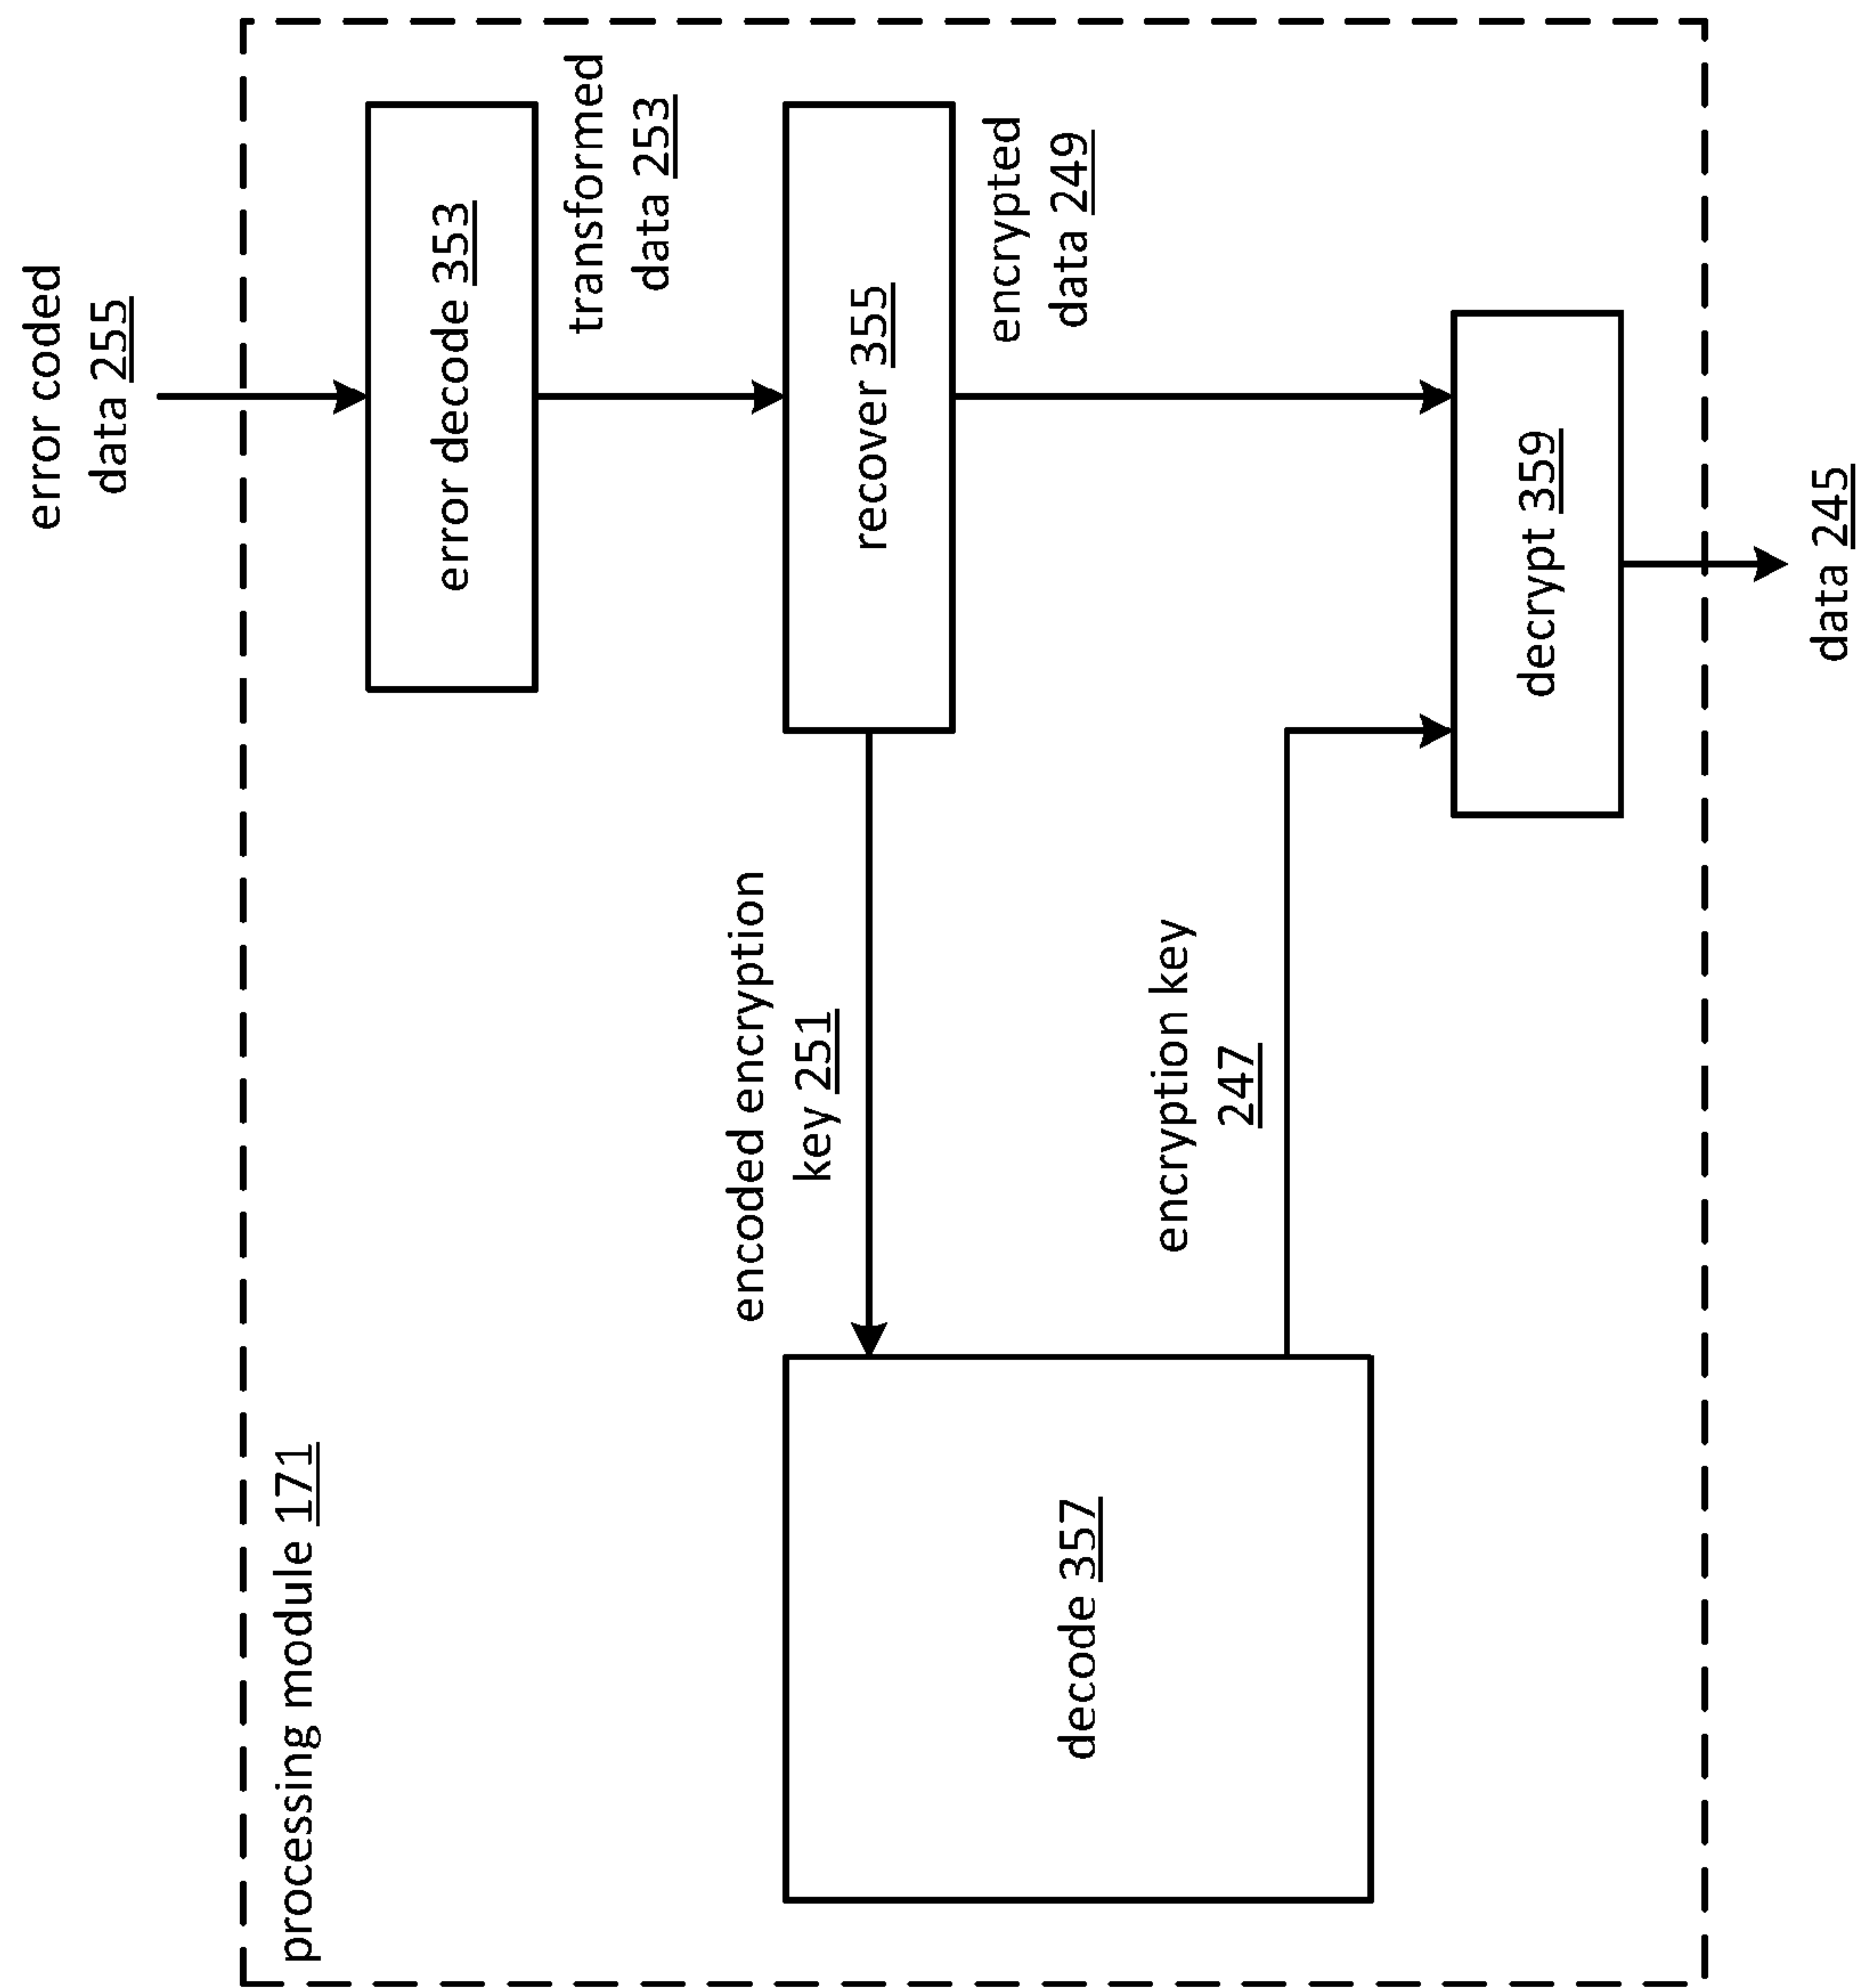 error coded
data 255
processing module 171
error decode 353
transformed
data 253
recover 355
encoded encryption
key 251
encrypted
data 249
decode 357
encryption key
247
decrypt 359
data 245